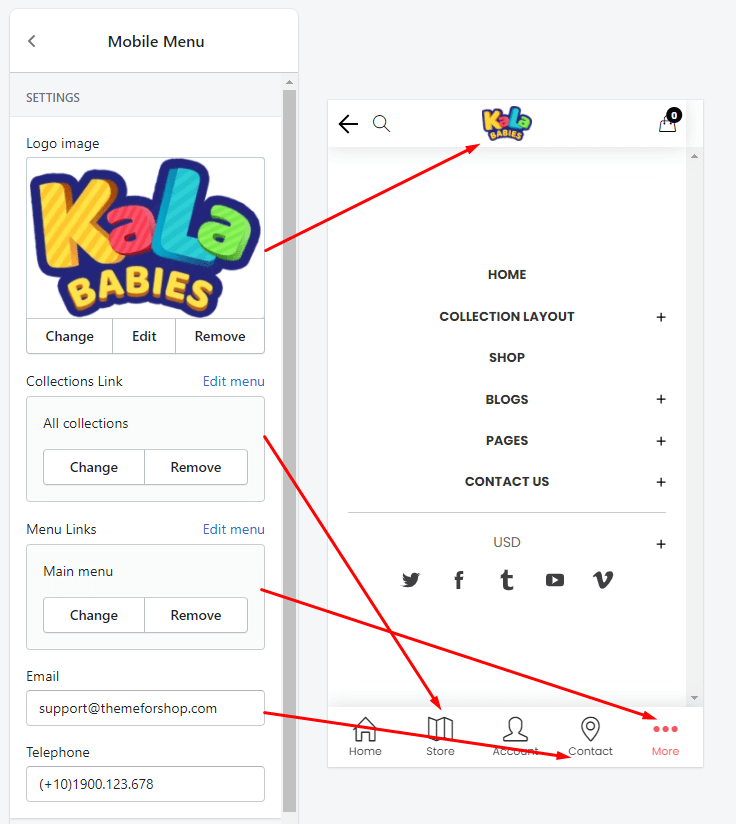 Mobile Menu
SETTINGS
Logo image
KaLa
BABIES
Change Edit Remove
Collections Link Edit menu
All collections
Change Remove
Menu Links Edit menu
Main menu
Change Remove
Email
support@themeforshop.com
Telephone
(+10)1900.123.678
KaLa
BABIES
0
HOME
COLLECTION LAYOUT +
SHOP
BLOGS +
PAGES +
CONTACT US +
USD +
Home Store Account Contact More